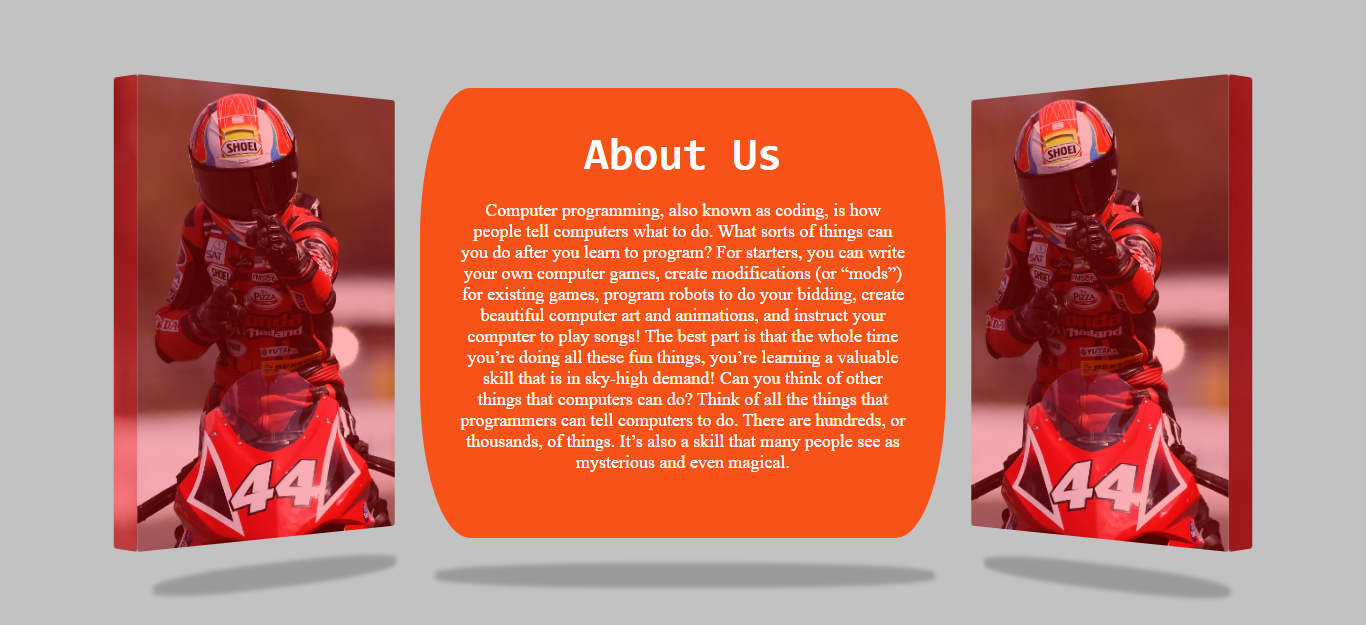 About Us
Computer programming, also known as coding, is how
people tell computers what to do. What sorts of things can
you do after you learn to program? For starters, you can write
your own computer games, create modifications (or “mods”)
for existing games, program robots to do your bidding, create
beautiful computer art and animations, and instruct your
computer to play songs! The best part is that the whole time
you’re doing all these fun things, you’re learning a valuable
skill that is in sky-high demand! Can you think of other
things that computers can do? Think of all the things that
programmers can tell computers to do. There are hundreds, or
thousands, of things. It’s also a skill that many people see as
mysterious and even magical.
SHOEI
SAT
SHOEI
PIZZA
Thailand
YUTAKA
44
SHOEI
SHOEI
PIZZA
Thailand
YUTAKA
44